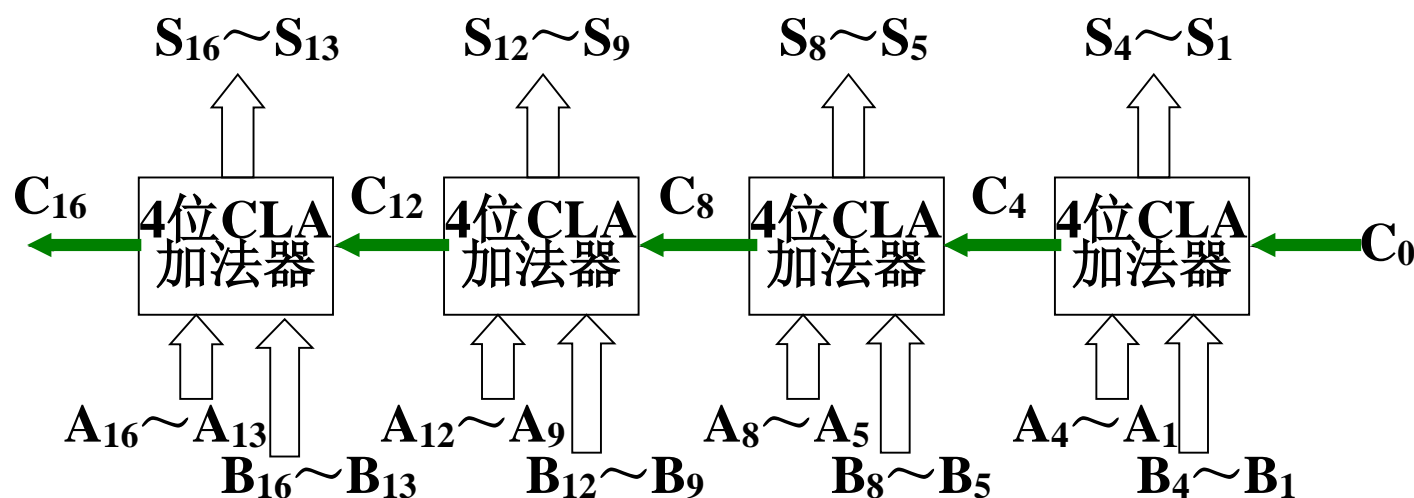 S₁₆～S₁₃ S₁₂～S₉ S₈～S₅ S₄～S₁
C₁₆ 4位CLA C₁₂ 4位CLA C₈ 4位CLA C₄ 4位CLA
加法器 加法器 加法器 加法器 C₀
A₁₆～A₁₃ A₁₂～A₉ A₈～A₅ A₄～A₁
B₁₆～B₁₃ B₁₂～B₉ B₈～B₅ B₄～B₁